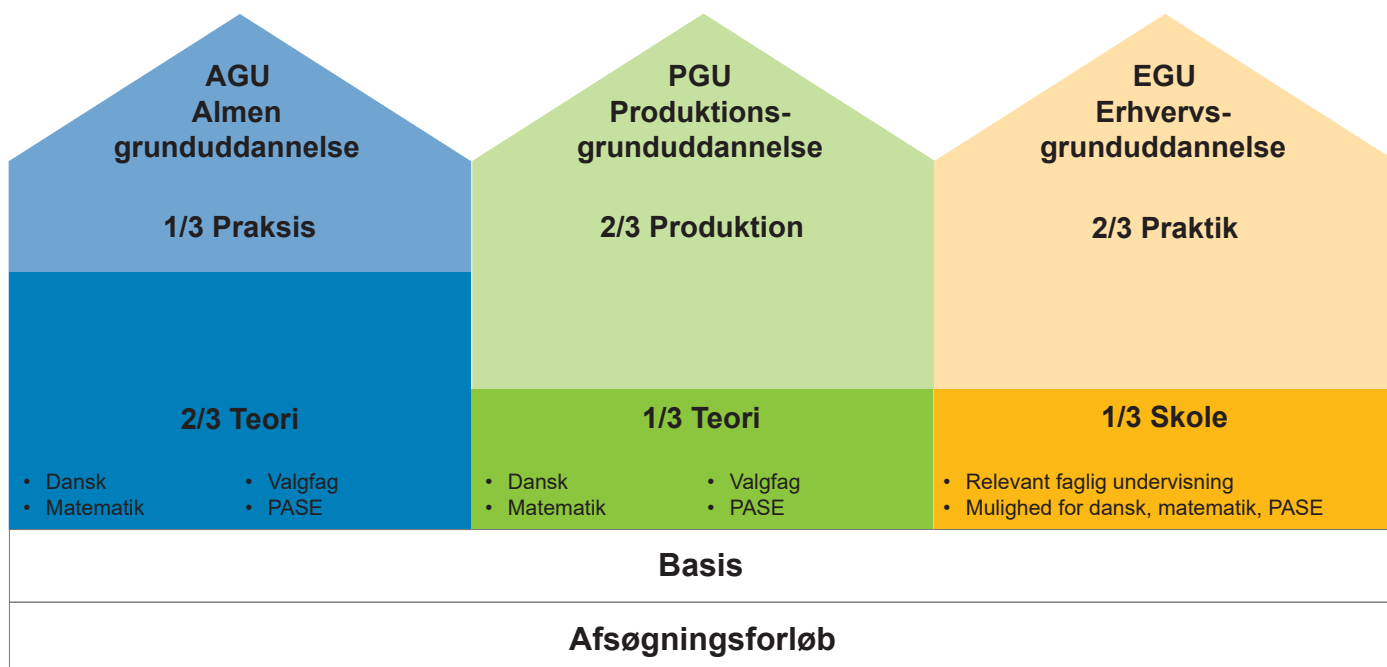 AGU
Almen
grunduddannelse
1/3 Praksis
2/3 Teori
• Dansk
• Matematik
• Valgfag
• PASE
PGU
Produktions-
grunduddannelse
2/3 Produktion
1/3 Teori
• Dansk
• Matematik
• Valgfag
• PASE
EGU
Erhvervs-
grunduddannelse
2/3 Praktik
1/3 Skole
• Relevant faglig undervisning
• Mulighed for dansk, matematik, PASE
Basis
Afsøgningsforløb